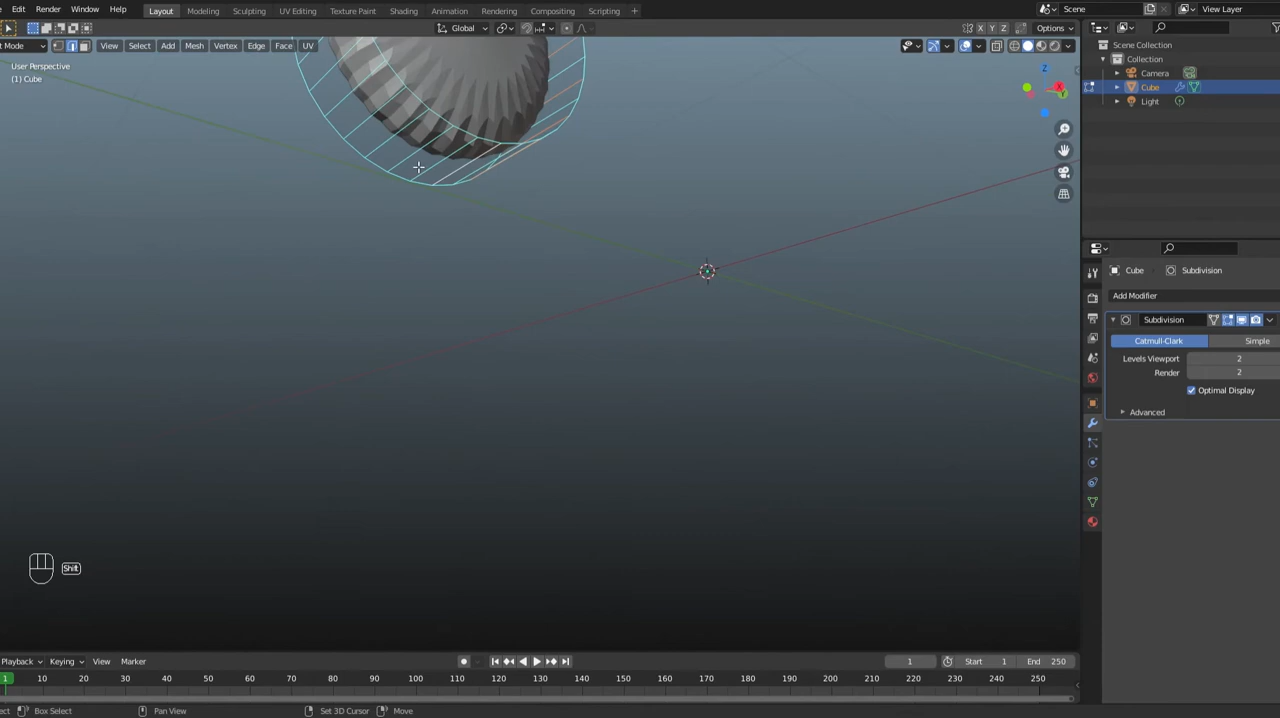 Edit Render Window Help Layout Modeling Sculpting UV Editing Texture Paint Shading Animation Rendering Compositing Scripting + Scene View Layer
Global X Y Z Options
t Mode View Select Add Mesh Vertex Edge Face UV
User Perspective
(1) Cube
Z
X
Y
Scene Collection
Collection
Camera
Cube
Light
Cube Subdivision
Add Modifier
Subdivision
Catmull-Clark Simple
Levels Viewport 2
Render 2
Optimal Display
Advanced
Shift
Playback Keying View Marker 1 Start 1 End 250
1 10 20 30 40 50 60 70 80 90 100 110 120 130 140 150 160 170 180 190 200 210 220 230 240 250
ect Box Select Pan View Set 3D Cursor Move